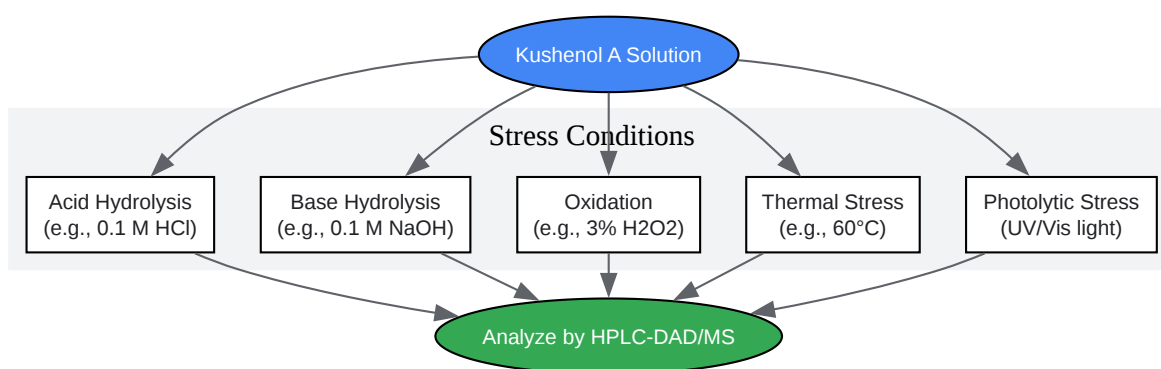 Kushenol A Solution
Stress Conditions
Acid Hydrolysis
(e.g., 0.1 M HCl)
Base Hydrolysis
(e.g., 0.1 M NaOH)
Oxidation
(e.g., 3% H2O2)
Thermal Stress
(e.g., 60°C)
Photolytic Stress
(UV/Vis light)
Analyze by HPLC-DAD/MS